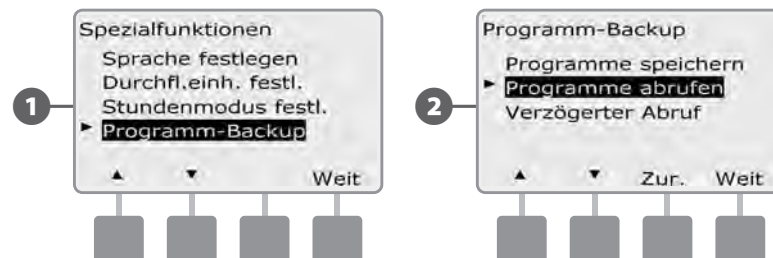 1
Spezialfunktionen
Sprache festlegen
Durchfl.einh. festl.
Stundenmodus festl.
Programm-Backup
Weit
2
Programm-Backup
Programme speichern
Programme abrufen
Verzögerter Abruf
Zur. Weit